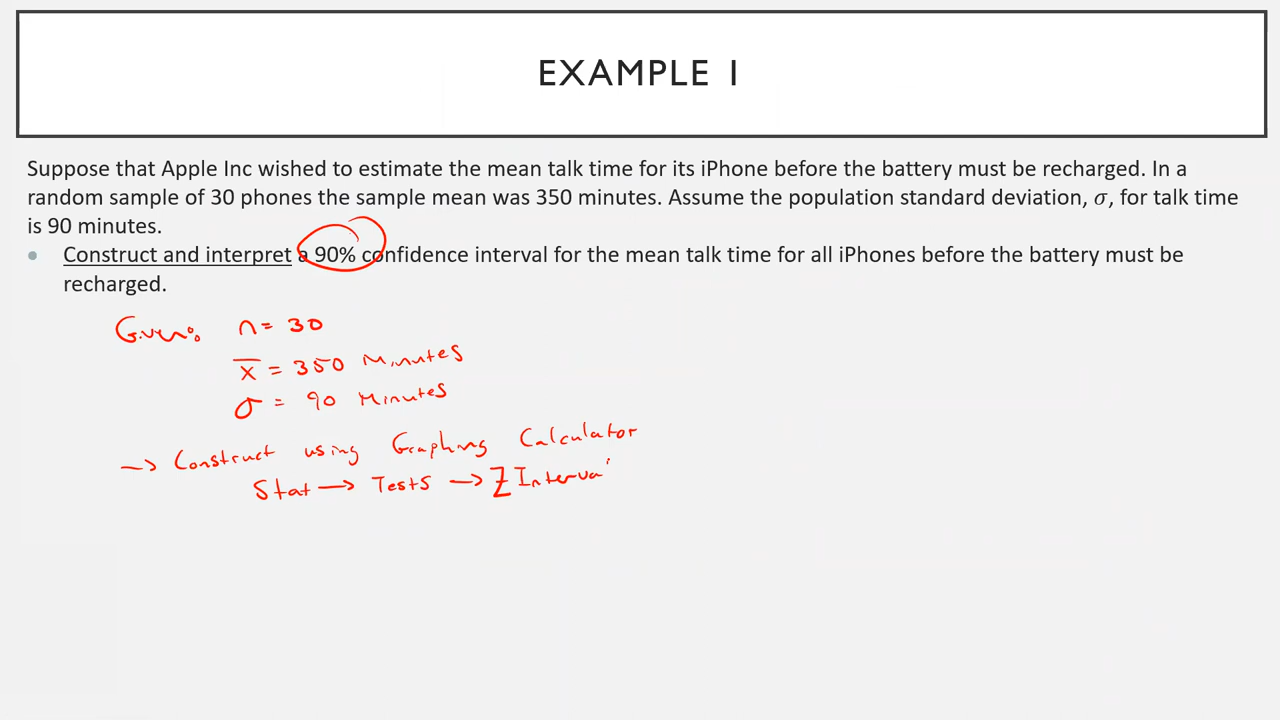 EXAMPLE 1
Suppose that Apple Inc wished to estimate the mean talk time for its iPhone before the battery must be recharged. In a
random sample of 30 phones the sample mean was 350 minutes. Assume the population standard deviation, σ, for talk time
is 90 minutes.
• Construct and interpret a 90% confidence interval for the mean talk time for all iPhones before the battery must be
recharged.
Given: n = 30
x̅ = 350 Minutes
σ = 90 Minutes
→ Construct using Graphing Calculator
Stat → Tests → Z Interva